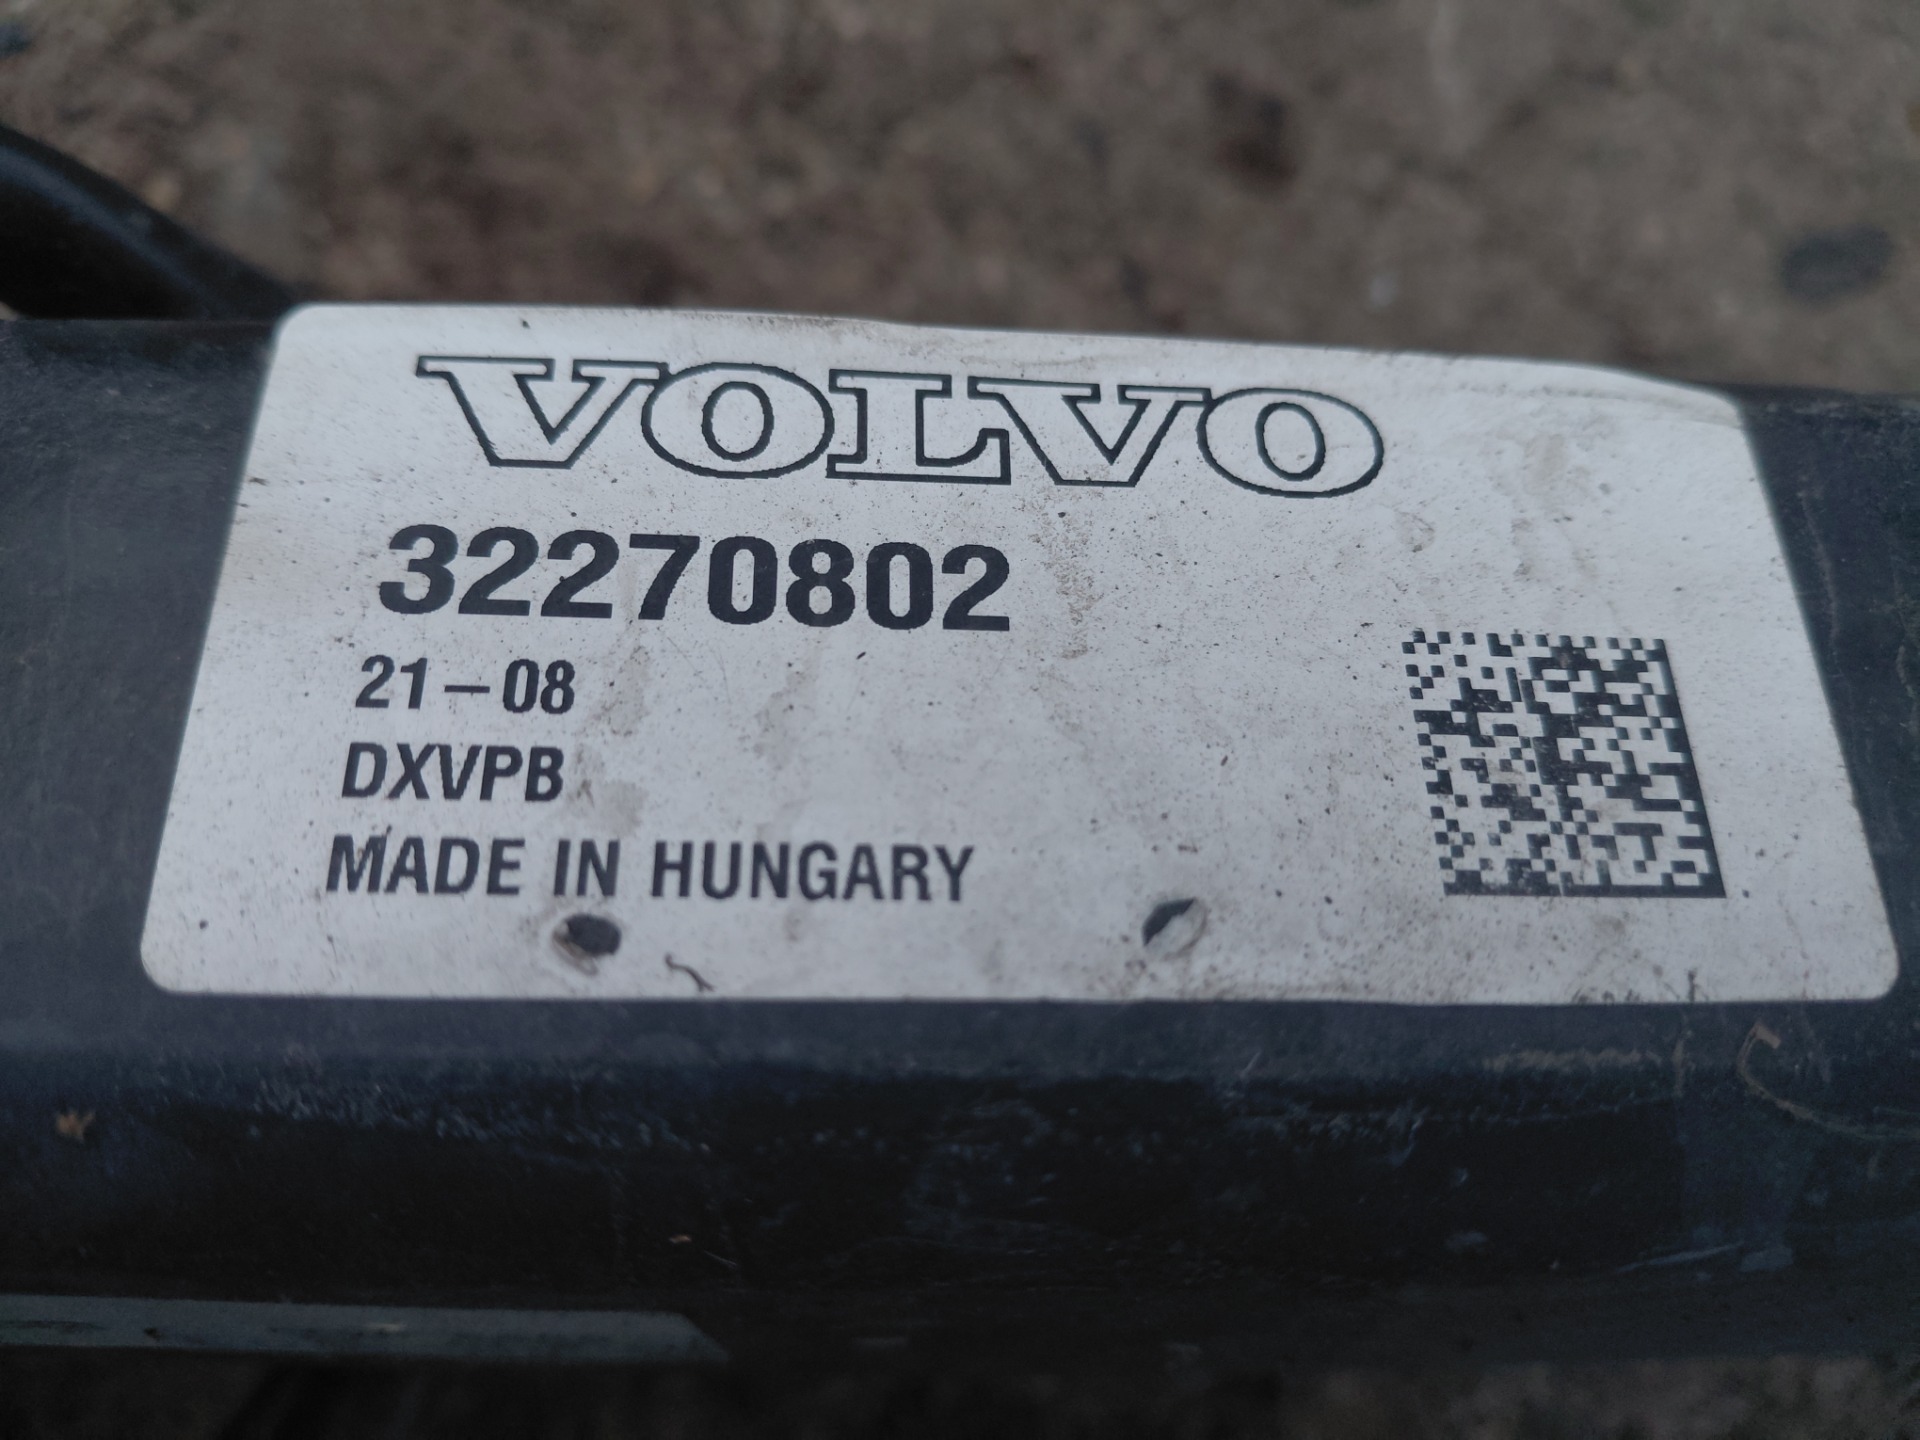 VOLVO
32270802
21-08
DXVPB
MADE IN HUNGARY